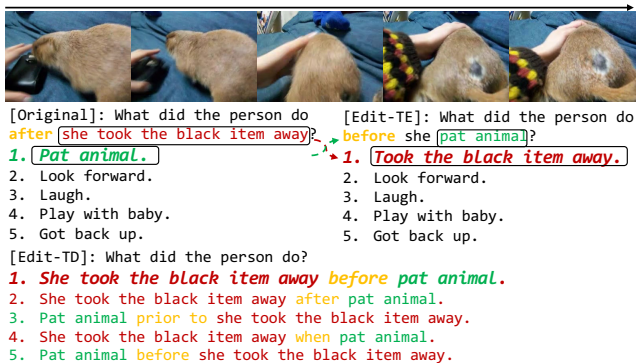 [Original]: What did the person do
after she took the black item away?
1. Pat animal.
2. Look forward.
3. Laugh.
4. Play with baby.
5. Got back up.
[Edit-TE]: What did the person do
before she pat animal?
1. Took the black item away.
2. Look forward.
3. Laugh.
4. Play with baby.
5. Got back up.
[Edit-TD]: What did the person do?
1. She took the black item away before pat animal.
2. She took the black item away after pat animal.
3. Pat animal prior to she took the black item away.
4. She took the black item away when pat animal.
5. Pat animal before she took the black item away.